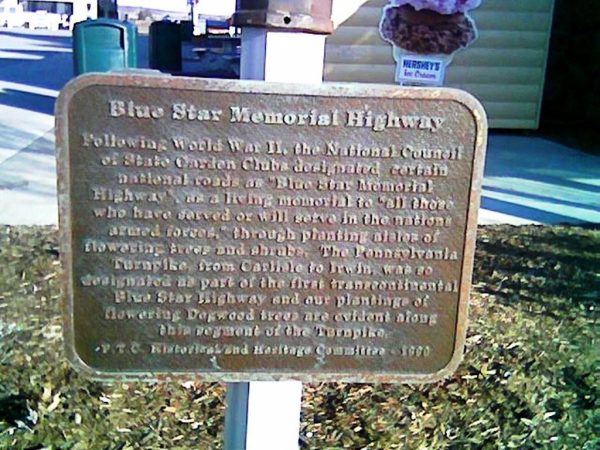 HERSHEY'S
Ice Cream
Blue Star Memorial Highway
Following World War II, the National Council
of State Garden Clubs designated certain
national roads as "Blue Star Memorial
Highway", as a living memorial to "all those
who have served or will serve in the nations
armed forces," through planting aisles of
flowering trees and shrubs. The Pennsylvania
Turnpike, from Carlisle to Irwin, was so
designated as part of the first transcontinental
Blue Star Highway and our plantings of
flowering Dogwood trees are evident along
this segment of the Turnpike.
P.T.C. Historical and Heritage Committee -